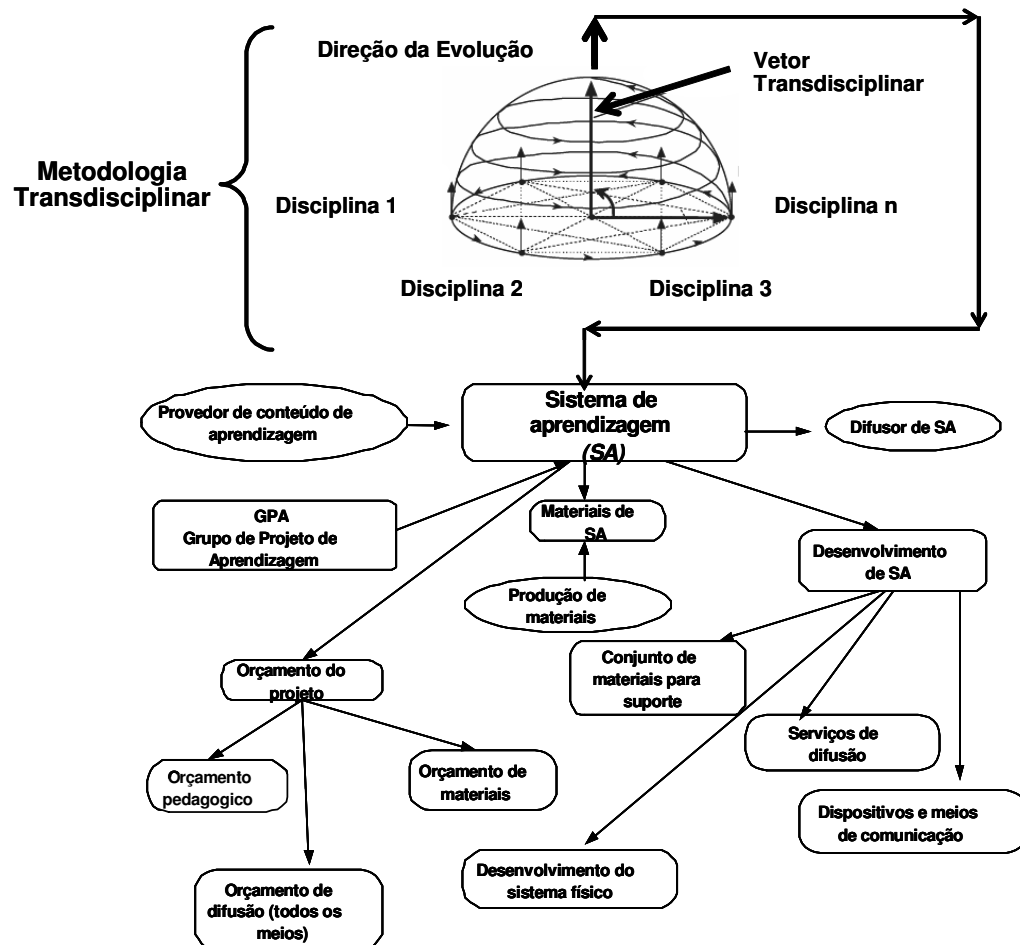 Direção da Evolução
Vetor
Transdisciplinar
Metodologia
Transdisciplinar
Disciplina 1
Disciplina n
Disciplina 2
Disciplina 3
Provedor de conteúdo de
aprendizagem
Sistema de
aprendizagem
(SA)
Difusor de SA
GPA
Grupo de Projeto de
Aprendizagem
Materiais de
SA
Desenvolvimento
de SA
Produção de
materiais
Orçamento do
projeto
Conjunto de
materiais para
suporte
Serviços de
difusão
Orçamento
pedagogico
Orçamento de
materiais
Dispositivos e meios
de comunicação
Orçamento de
difusão (todos os
meios)
Desenvolvimento do
sistema físico